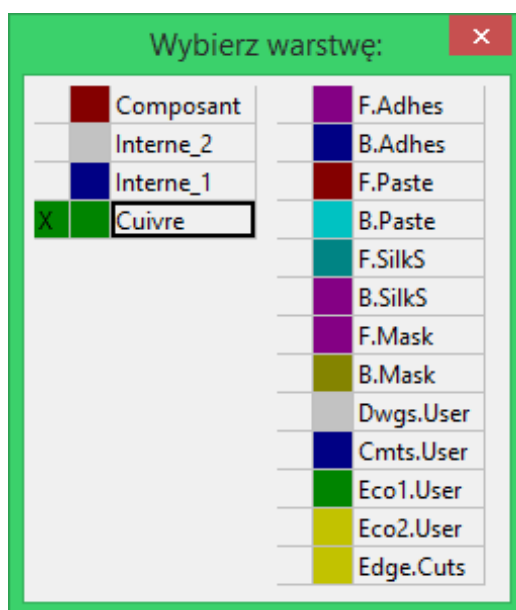 Wybierz warstwę:
Composant
Interne_2
Interne_1
X Cuivre
F.Adhes
B.Adhes
F.Paste
B.Paste
F.SilkS
B.SilkS
F.Mask
B.Mask
Dwgs.User
Cmts.User
Eco1.User
Eco2.User
Edge.Cuts